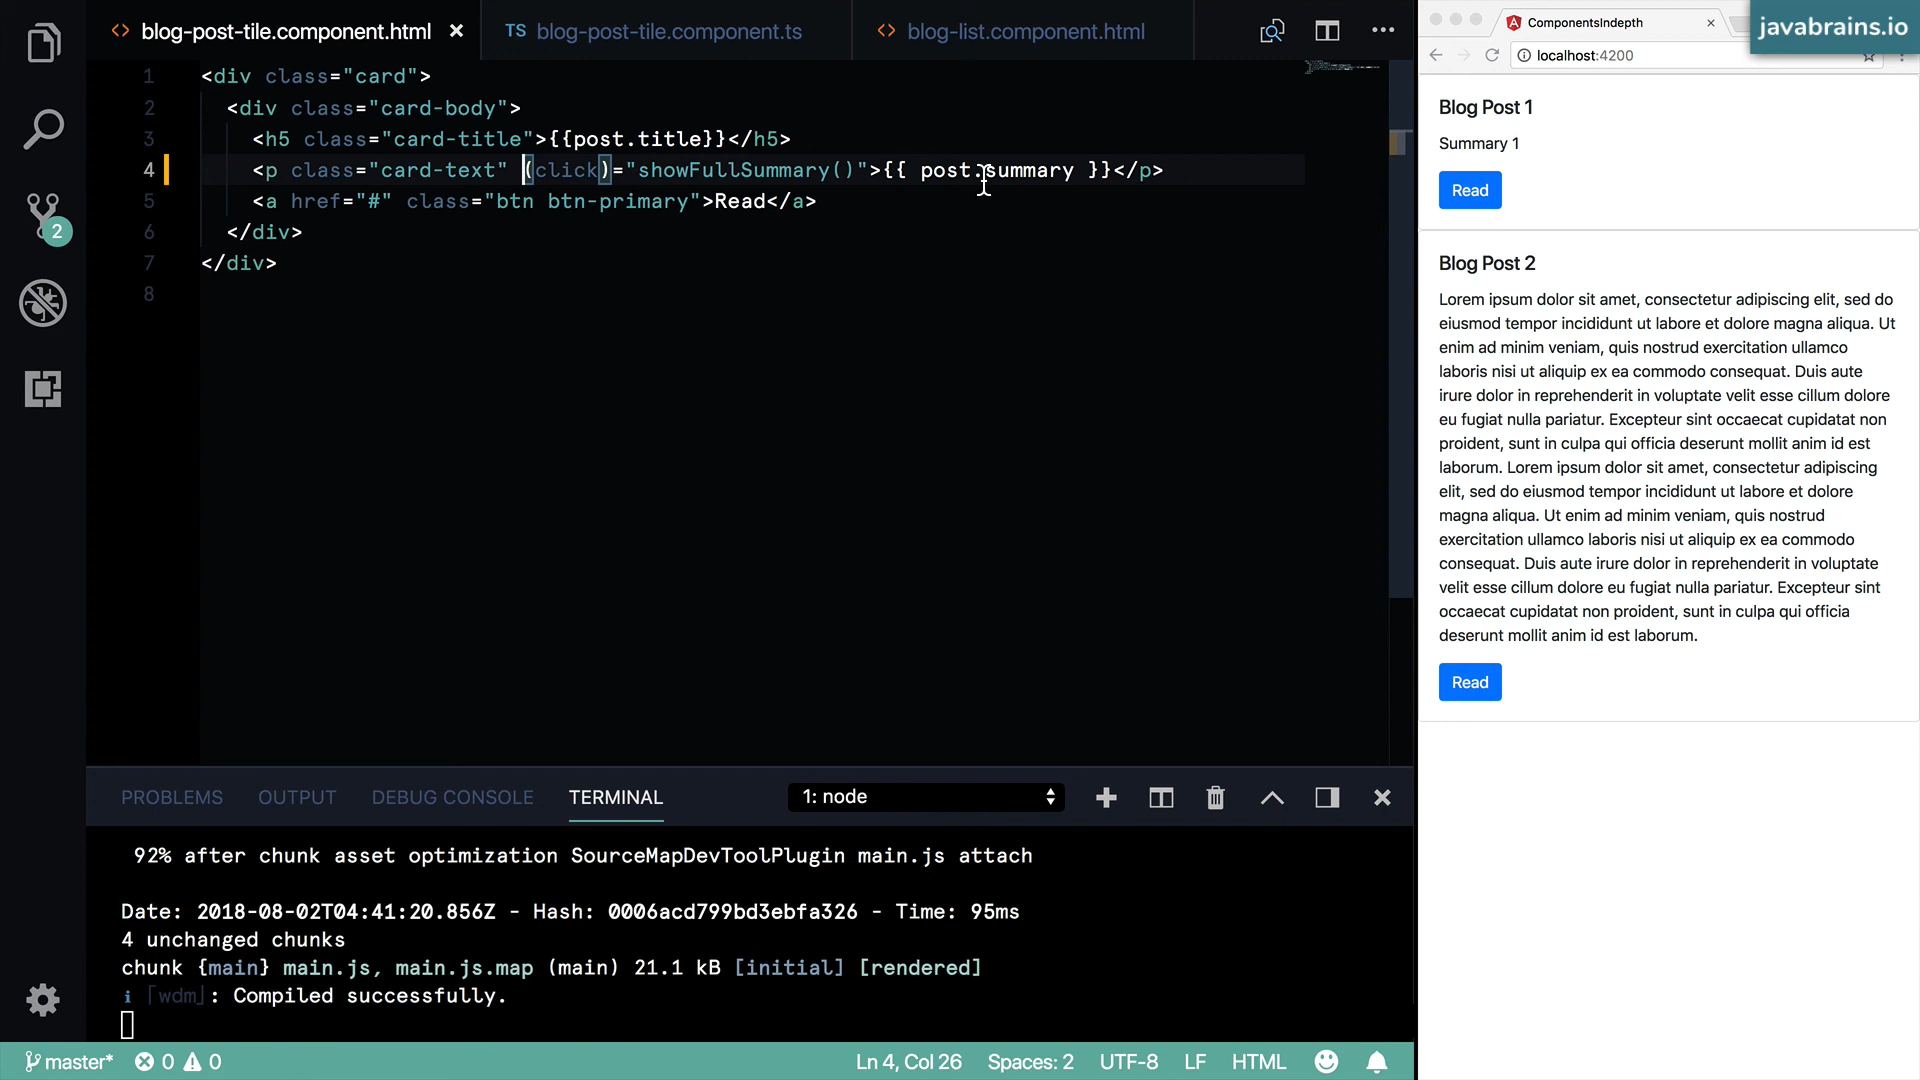 blog-post-tile.component.html
TS blog-post-tile.component.ts
blog-list.component.html
1 <div class="card">
2 <div class="card-body">
3 <h5 class="card-title">{{post.title}}</h5>
4 <p class="card-text" (click)="showFullSummary()">{{ post.summary }}</p>
5 <a href="#" class="btn btn-primary">Read</a>
6 </div>
7 </div>
8
2
PROBLEMS OUTPUT DEBUG CONSOLE TERMINAL 1: node
92% after chunk asset optimization SourceMapDevToolPlugin main.js attach
Date: 2018-08-02T04:41:20.856Z - Hash: 0006acd799bd3ebfa326 - Time: 95ms
4 unchanged chunks
chunk {main} main.js, main.js.map (main) 21.1 kB [initial] [rendered]
ℹ ｢wdm｣: Compiled successfully.
master* 0 0 Ln 4, Col 26 Spaces: 2 UTF-8 LF HTML
ComponentsIndepth
javabrains.io
localhost:4200
Blog Post 1
Summary 1
Read
Blog Post 2
Lorem ipsum dolor sit amet, consectetur adipiscing elit, sed do
eiusmod tempor incididunt ut labore et dolore magna aliqua. Ut
enim ad minim veniam, quis nostrud exercitation ullamco
laboris nisi ut aliquip ex ea commodo consequat. Duis aute
irure dolor in reprehenderit in voluptate velit esse cillum dolore
eu fugiat nulla pariatur. Excepteur sint occaecat cupidatat non
proident, sunt in culpa qui officia deserunt mollit anim id est
laborum. Lorem ipsum dolor sit amet, consectetur adipiscing
elit, sed do eiusmod tempor incididunt ut labore et dolore
magna aliqua. Ut enim ad minim veniam, quis nostrud
exercitation ullamco laboris nisi ut aliquip ex ea commodo
consequat. Duis aute irure dolor in reprehenderit in voluptate
velit esse cillum dolore eu fugiat nulla pariatur. Excepteur sint
occaecat cupidatat non proident, sunt in culpa qui officia
deserunt mollit anim id est laborum.
Read